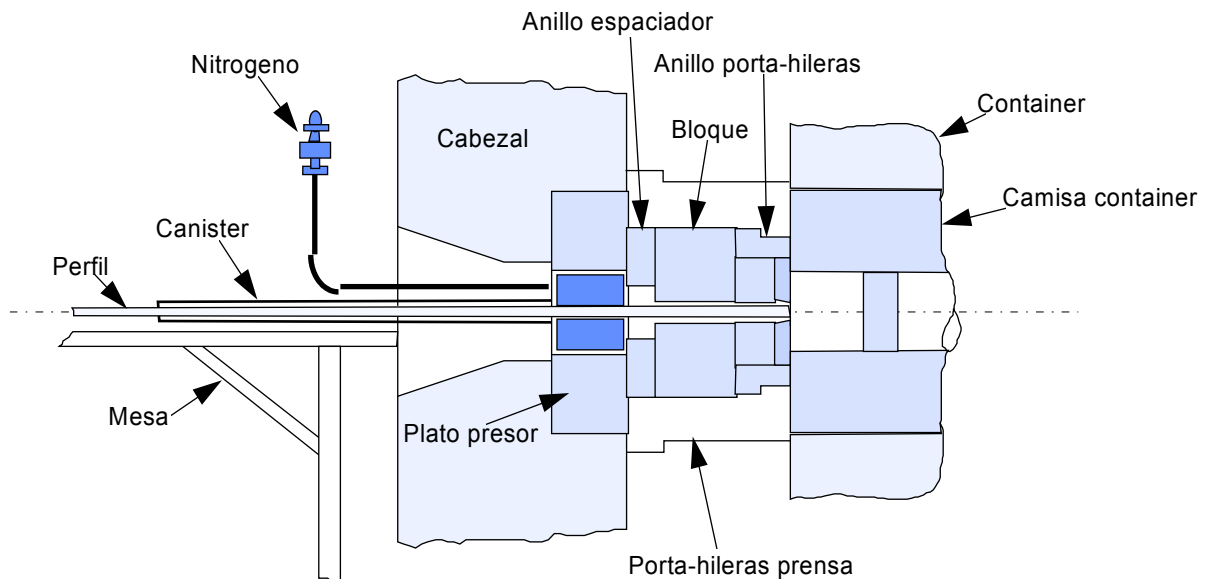 Anillo espaciador
Nitrogeno
Anillo porta-hileras
Container
Cabezal
Bloque
Camisa container
Canister
Perfil
Mesa
Plato presor
Porta-hileras prensa